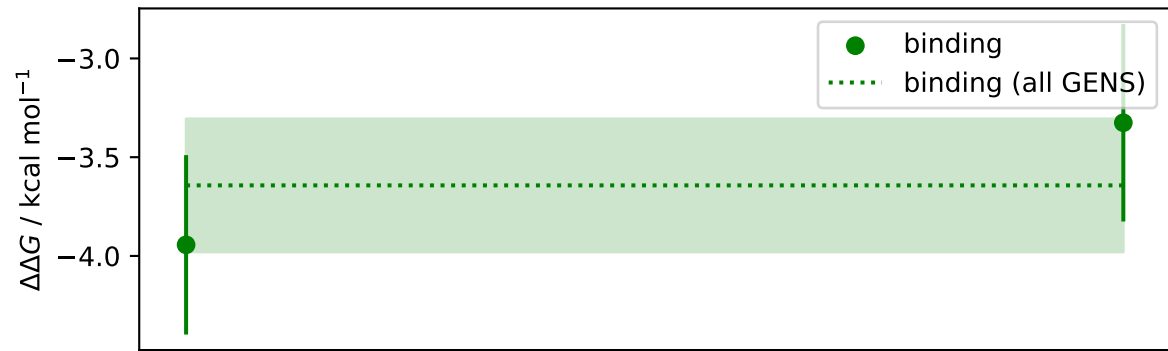 −3.0
−3.5
−4.0
ΔΔG / kcal mol⁻¹
binding
binding (all GENS)